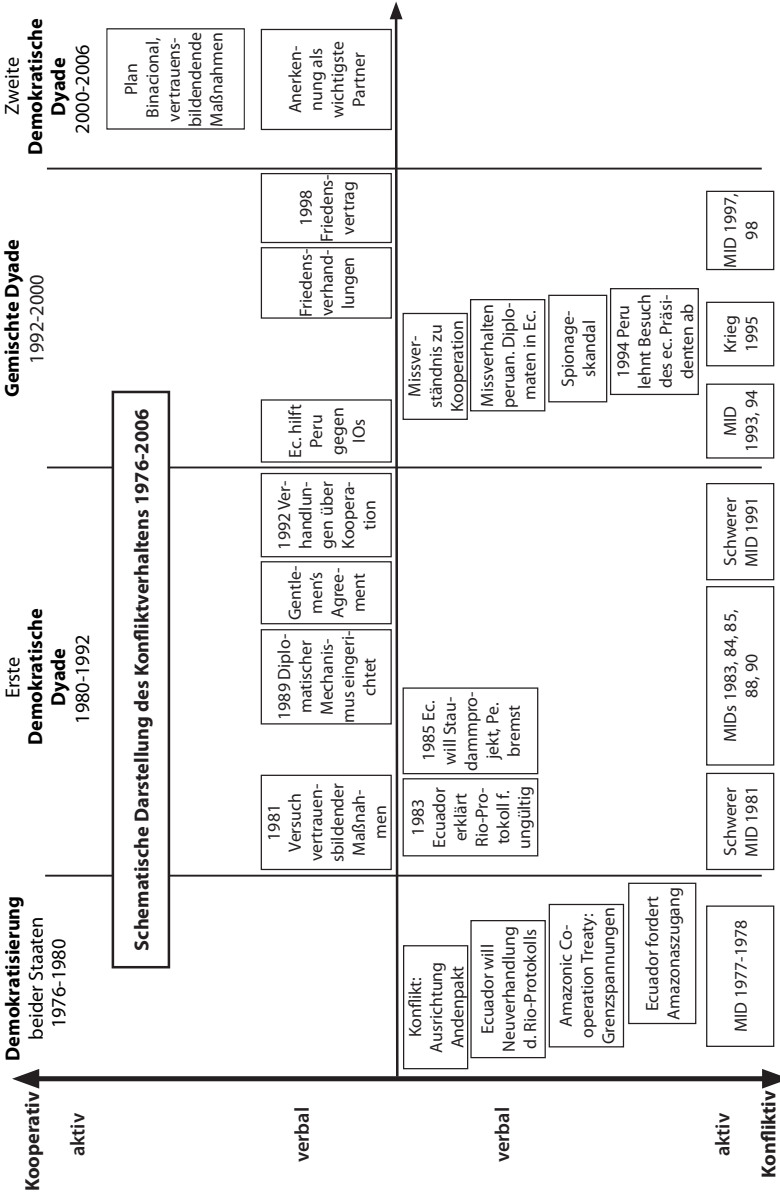 Schematische Darstellung des Konfliktverhaltens 1976-2006
Kooperativ
aktiv
verbal
verbal
aktiv
Konfliktiv
Demokratisierung
beider Staaten
1976-1980
Konflikt:
Ausrichtung
Andenpakt
Ecuador will
Neuverhandlung
d. Rio-Protokolls
Amazonic Co-
operation Treaty:
Grenzspannungen
Ecuador fordert
Amazonaszugang
MID 1977-1978
Erste
Demokratische
Dyade
1980-1992
1981
Versuch
vertrauen-
sbildender
Maßnah-
men
1989 Diplo-
matischer
Mechanis-
mus eingeri-
chtet
Gentle-
men's
Agree-
ment
1992 Ver-
handlun-
gen über
Koopera-
tion
1983
Ecuador
erklärt
Rio-Pro-
tokoll f.
ungültig
1985 Ec.
will Stau-
dammpro-
jekt, Pe.
bremst
Schwerer
MID 1981
MIDs 1983, 84, 85,
88, 90
Schwerer
MID 1991
Gemischte Dyade
1992-2000
Ec. hilft
Peru
gegen
IOs
Friedens-
verhand-
lungen
1998
Friedens-
vertrag
Missver-
ständnis zu
Kooperation
Missverhalten
peruan. Diplo-
maten in Ec.
Spionage-
skandal
1994 Peru
lehnt Besuch
des ec. Präsi-
denten ab
MID
1993, 94
Krieg
1995
MID 1997,
98
Zweite
Demokratische
Dyade
2000-2006
Plan
Binacional,
vertrauens-
bildendende
Maßnahmen
Anerken-
nung als
wichtigste
Partner